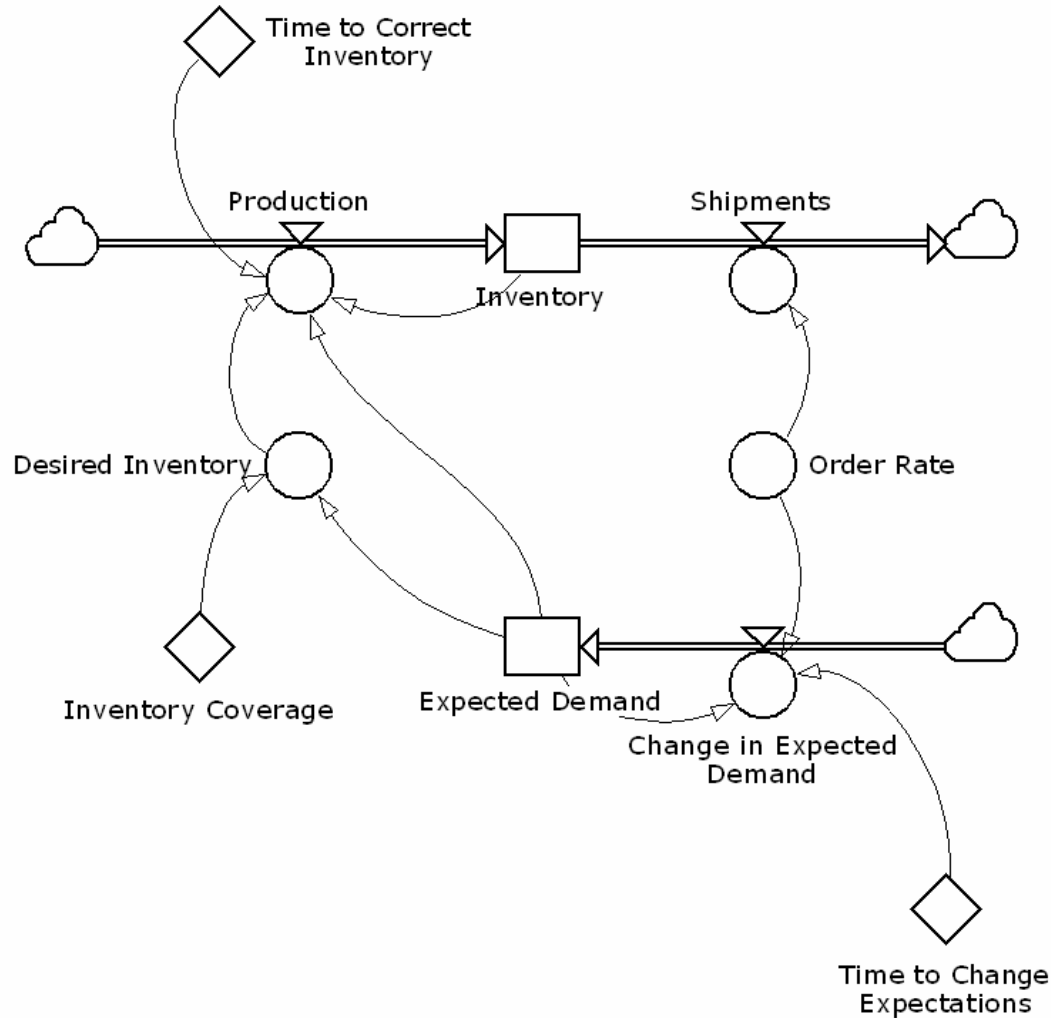 Time to Correct
Inventory
Production
Shipments
Inventory
Desired Inventory
Order Rate
Inventory Coverage
Expected Demand
Change in Expected
Demand
Time to Change
Expectations